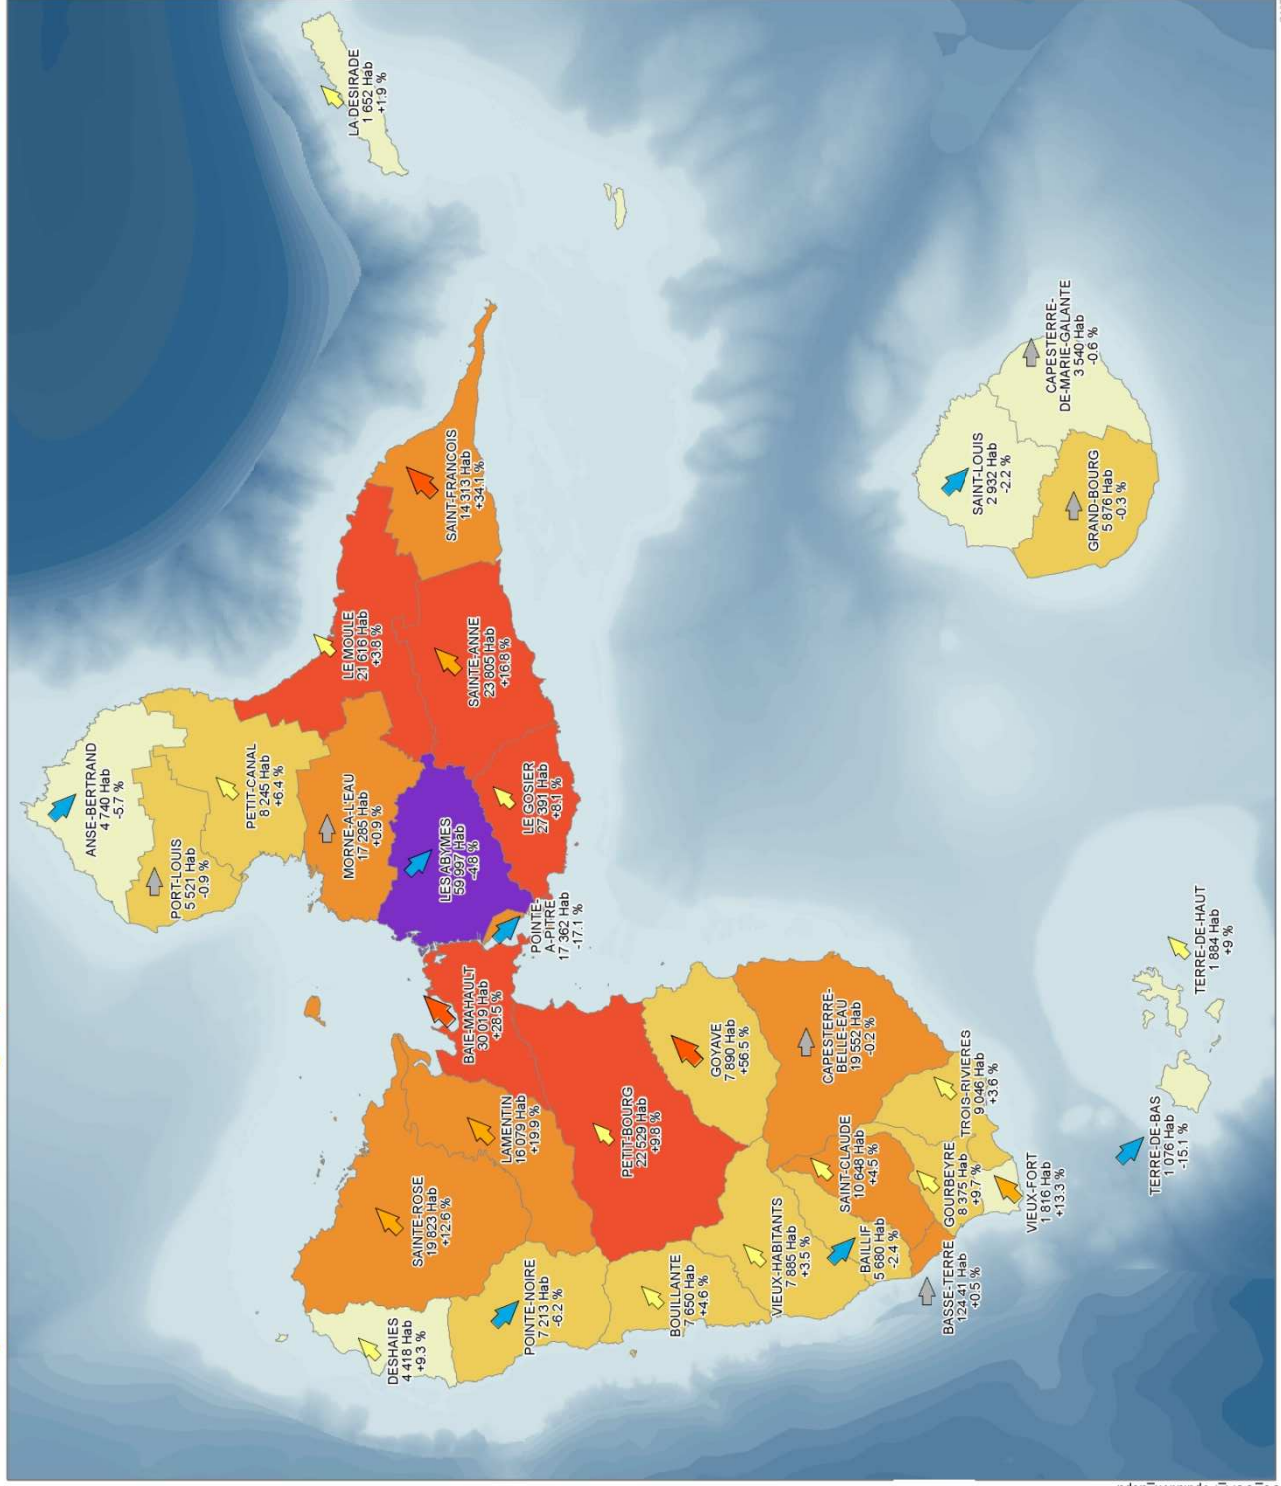 ANSE-BERTRAND
4 740 Hab
-5.7 %
PORT-LOUIS
5 521 Hab
-0.9 %
PETIT-CANAL
8 245 Hab
+6.4 %
LA DESIRADE
1 652 Hab
+1.9 %
MORNE-A-L'EAU
17 285 Hab
+0.9 %
LE MOULE
21 616 Hab
+3.8 %
DESHAIES
4 418 Hab
+9.3 %
SAINTE-ROSE
19 823 Hab
+12.6 %
LES ABYMES
59 997 Hab
-4.8 %
SAINT-FRANCOIS
14 313 Hab
+34.1 %
BAIE-MAHAULT
30 019 Hab
+28.5 %
SAINTE-ANNE
23 805 Hab
+16.8 %
LAMENTIN
16 079 Hab
+19.9 %
POINTE-NOIRE
7 213 Hab
-6.2 %
LE GOSIER
27 391 Hab
+8.1 %
POINTE-
A-PITRE
17 362 Hab
-17.1 %
PETIT-BOURG
22 529 Hab
+9.8 %
BOUILLANTE
7 650 Hab
+4.6 %
GOYAVE
7 890 Hab
+56.5 %
VIEUX-HABITANTS
7 885 Hab
+3.5 %
CAPESTERRE-
BELLE-EAU
19 552 Hab
-0.2 %
SAINT-CLAUDE
10 648 Hab
+4.5 %
BAILLIF
5 680 Hab
-2.4 %
BASSE-TERRE
124 41 Hab
+0.5 %
GOURBEYRE
8 375 Hab
+9.7 %
TROIS-RIVIERES
9 046 Hab
+3.6 %
SAINT-LOUIS
2 932 Hab
-2.2 %
VIEUX-FORT
1 816 Hab
+13.3 %
CAPESTERRE-
DE-MARIE-GALANTE
3 540 Hab
-0.6 %
GRAND-BOURG
5 876 Hab
-0.3 %
TERRE-DE-BAS
1 076 Hab
-15.1 %
TERRE-DE-HAUT
1 884 Hab
+9 %